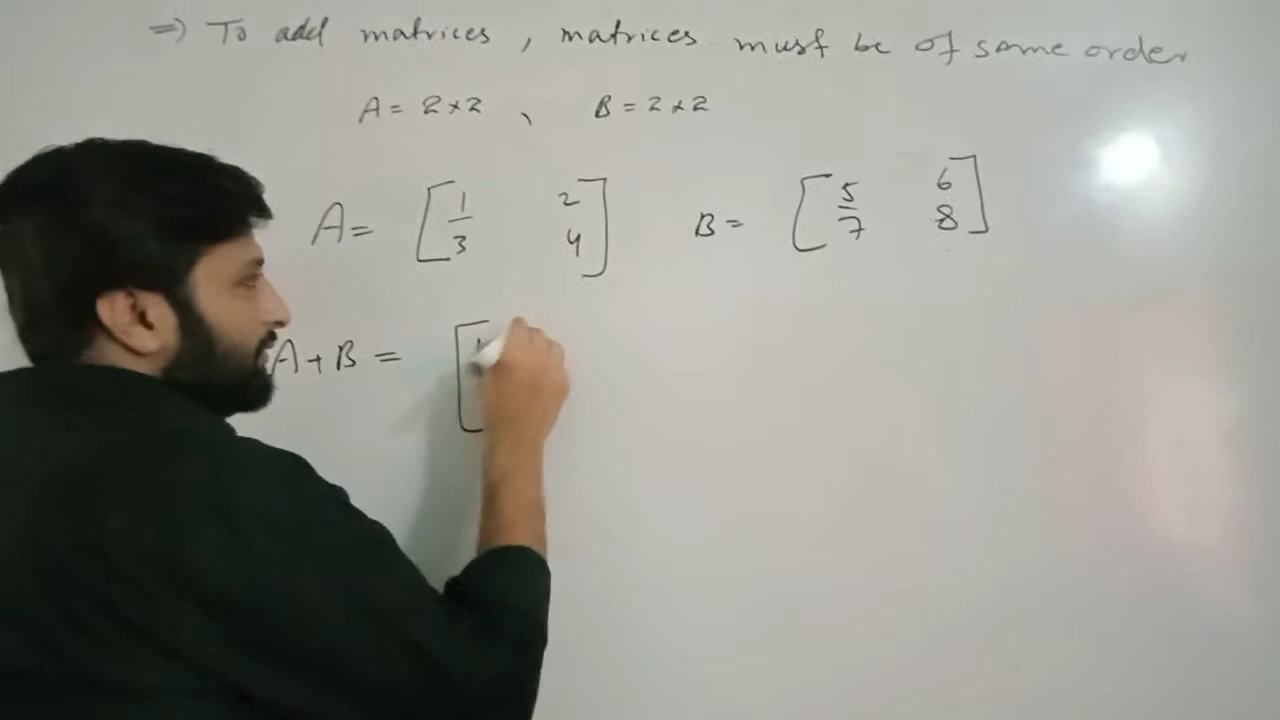 ⇒ To add matrices, matrices must be of same order
A = 2×2, B = 2×2
A = [1 2 B = [5 6
3 4] 7 8]
A + B = [1